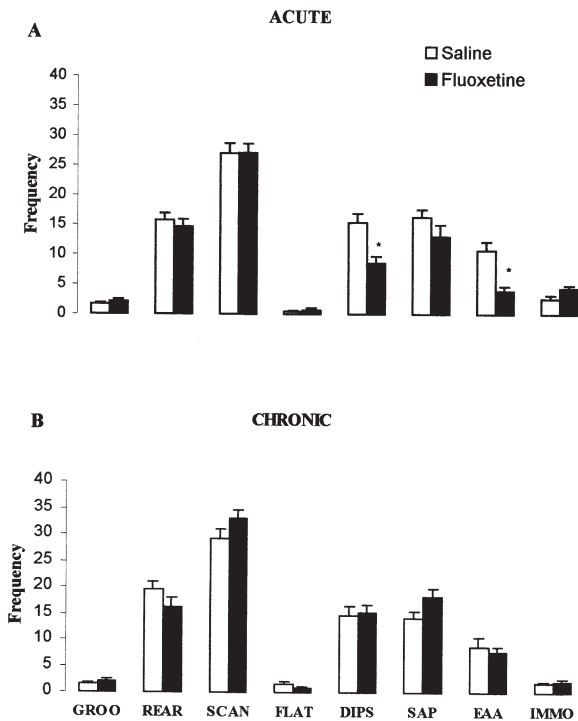 ACUTE
A
Saline
Fluoxetine
Frequency
40
35
30
25
20
15
10
5
0
*
*
B
CHRONIC
Frequency
40
35
30
25
20
15
10
5
0
GROO REAR SCAN FLAT DIPS SAP EAA IMMO